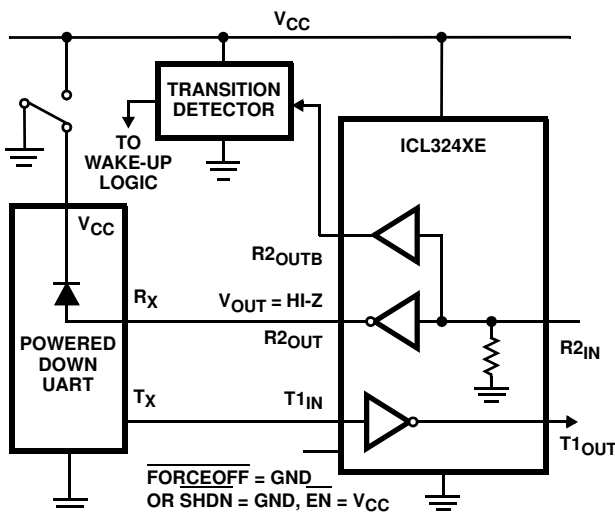 VCC
TRANSITION
DETECTOR
TO
WAKE-UP
LOGIC
ICL324XE
VCC
R2OUTB
RX
VOUT = HI-Z
R2OUT
R2IN
POWERED
DOWN
UART
TX
T1IN
T1OUT
FORCEOFF = GND
OR SHDN = GND, EN = VCC